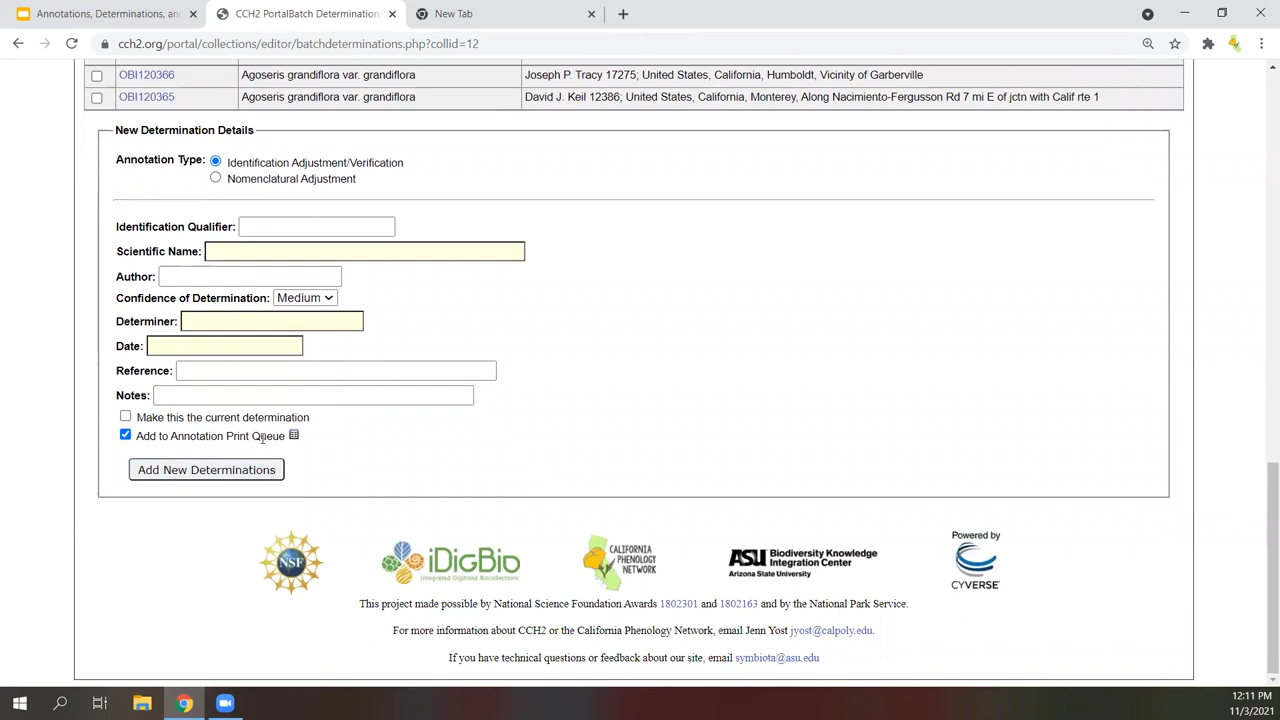 Annotations, Determinations, an
CCH2 PortalBatch Determination
New Tab
cch2.org/portal/collections/editor/batchdeterminations.php?collid=12
OBI120366 Agoseris grandiflora var. grandiflora Joseph P. Tracy 17275; United States, California, Humboldt, Vicinity of Garberville
OBI120365 Agoseris grandiflora var. grandiflora David J. Keil 12386; United States, California, Monterey, Along Nacimiento-Fergusson Rd 7 mi E of jctn with Calif rte 1
New Determination Details
Annotation Type: Identification Adjustment/Verification
Nomenclatural Adjustment
Identification Qualifier:
Scientific Name:
Author:
Confidence of Determination: Medium
Determiner:
Date:
Reference:
Notes:
Make this the current determination
Add to Annotation Print Queue
Add New Determinations
NSF
iDigBio
Integrated Digitized Biocollections
CALIFORNIA
PHENOLOGY
NETWORK
ASU Biodiversity Knowledge
Integration Center
Arizona State University
Powered by
CYVERSE
This project made possible by National Science Foundation Awards 1802301 and 1802163 and by the National Park Service.
For more information about CCH2 or the California Phenology Network, email Jenn Yost jyost@calpoly.edu.
If you have technical questions or feedback about our site, email symbiota@asu.edu
12:11 PM
11/3/2021